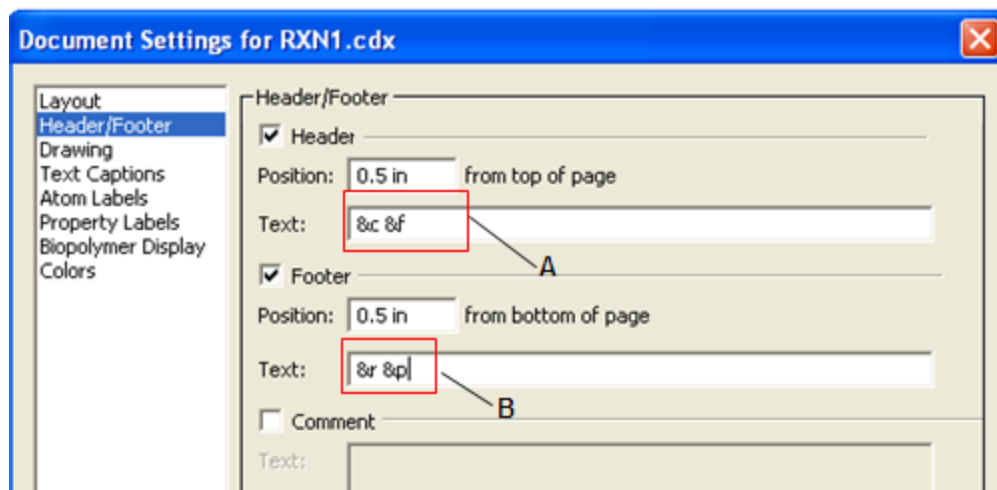 Document Settings for RXN1.cdx
Layout
Header/Footer
Drawing
Text Captions
Atom Labels
Property Labels
Biopolymer Display
Colors
Header/Footer
Header
Position: 0.5 in from top of page
Text: &c &f
A
Footer
Position: 0.5 in from bottom of page
Text: &r &p
B
Comment
Text: